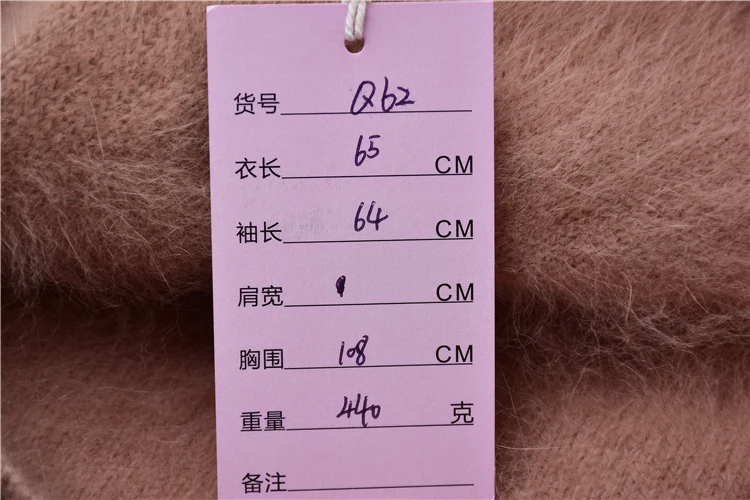 货号 Q62
衣长 65 CM
袖长 64 CM
肩宽 CM
胸围 108 CM
重量 440 克
备注